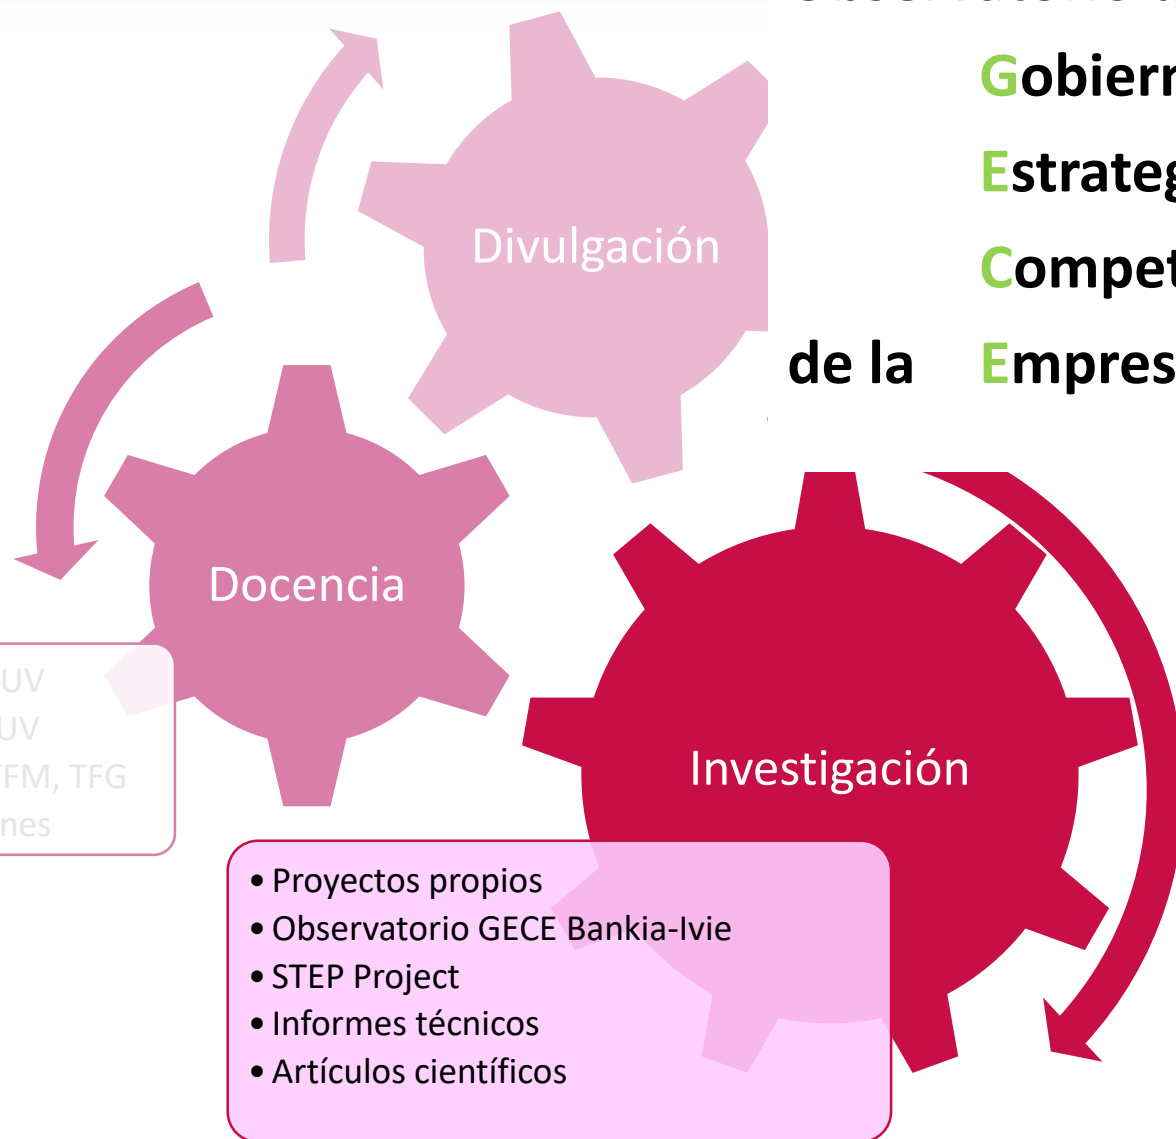 Gobiern
Estrateg
Compet
de la Empres
Divulgación
Docencia
UV
UV
TFM, TFG
nes
Investigación
• Proyectos propios
• Observatorio GECE Bankia-Ivie
• STEP Project
• Informes técnicos
• Artículos científicos